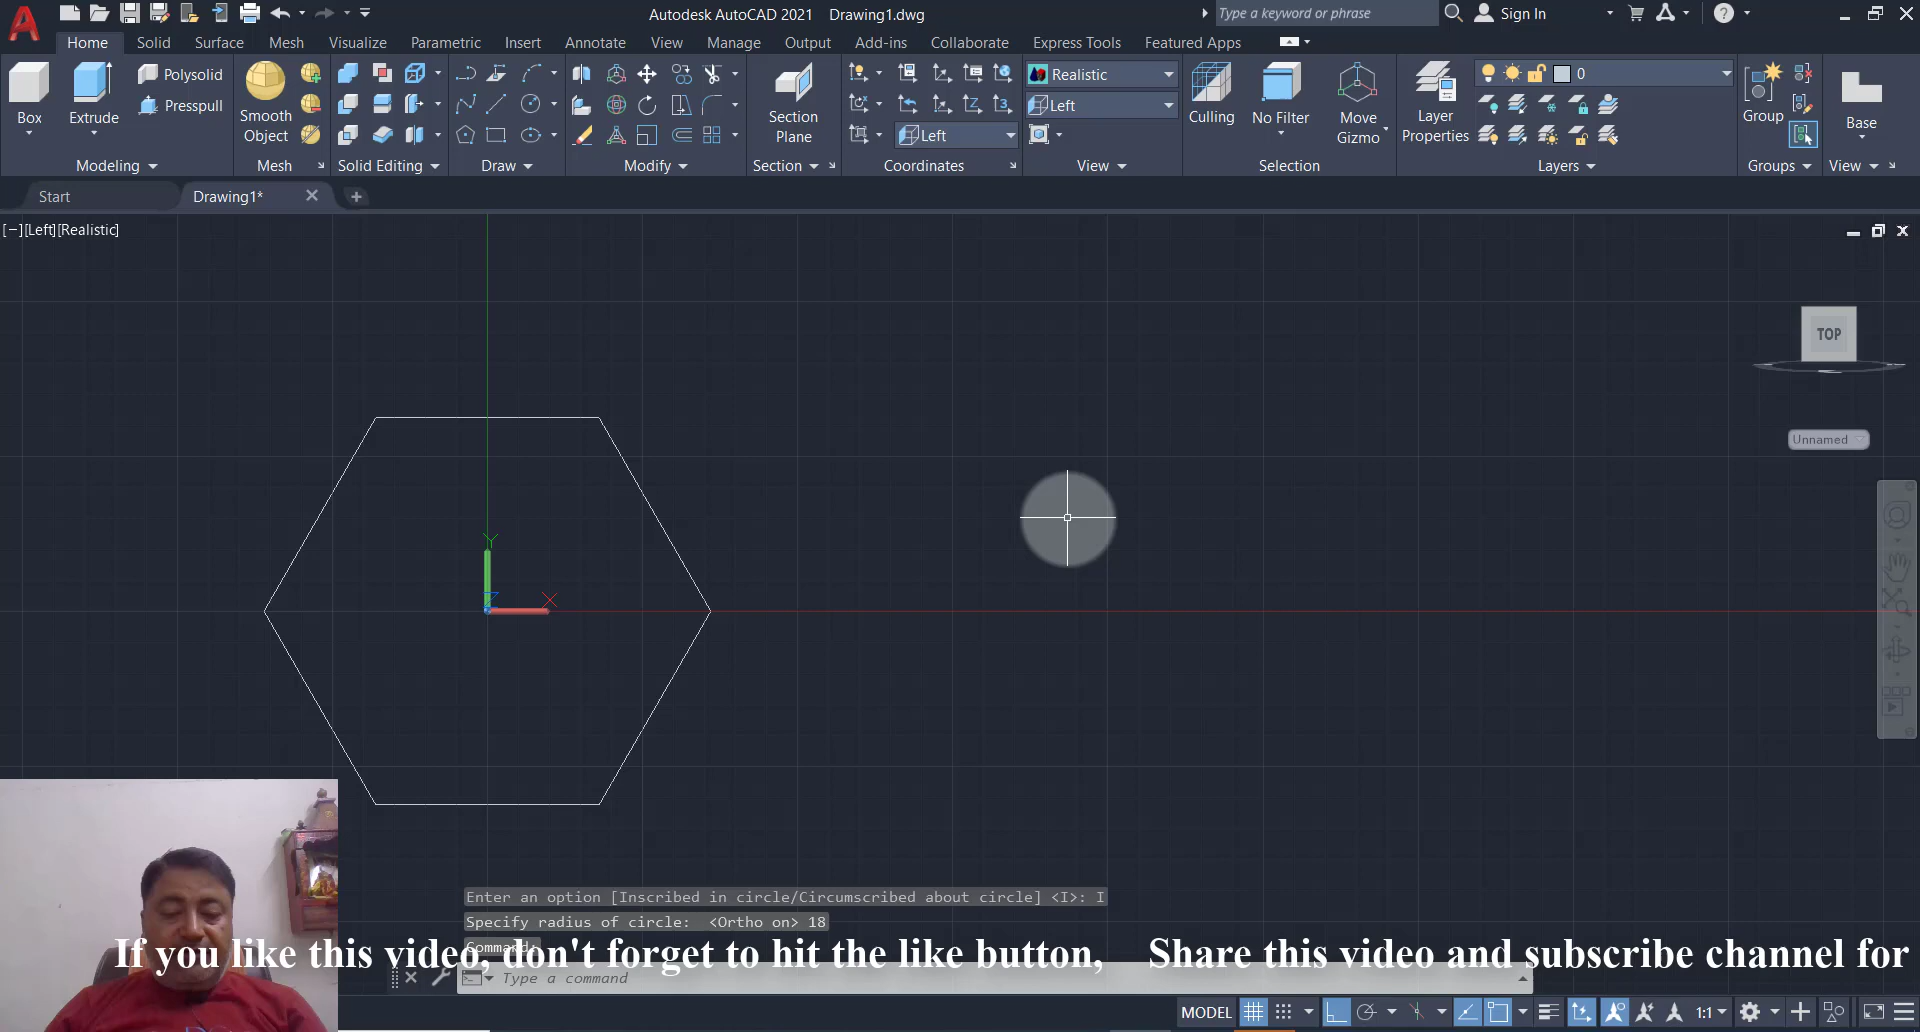 Autodesk AutoCAD 2021 Drawing1.dwg
Type a keyword or phrase
Sign In
Home Solid Surface Mesh Visualize Parametric Insert Annotate View Manage Output Add-ins Collaborate Express Tools Featured Apps
Box
Extrude
Polysolid
Presspull
Smooth
Object
Section
Plane
Left
Realistic
Left
Culling
No Filter
Move
Gizmo
Layer
Properties
0
Group
Base
Modeling
Mesh
Solid Editing
Draw
Modify
Section
Coordinates
View
Selection
Layers
Groups
View
Start
Drawing1*
[−][Left][Realistic]
TOP
Unnamed
Y
X
Z
Enter an option [Inscribed in circle/Circumscribed about circle] <I>: I
Specify radius of circle: <Ortho on> 18
Command:
If you like this video, don't forget to hit the like button, Share this video and subscribe channel for
Type a command
MODEL
1:1